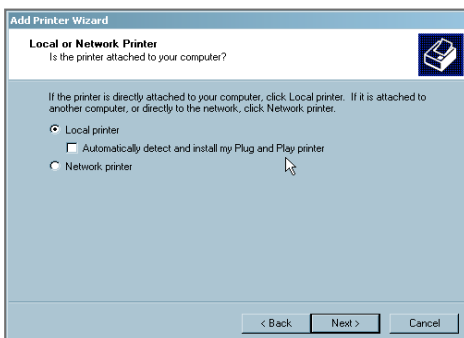 Add Printer Wizard
Local or Network Printer
Is the printer attached to your computer?
If the printer is directly attached to your computer, click Local printer.  If it is attached to
another computer, or directly to the network, click Network printer.
Local printer
Automatically detect and install my Plug and Play printer
Network printer
< Back
Next >
Cancel